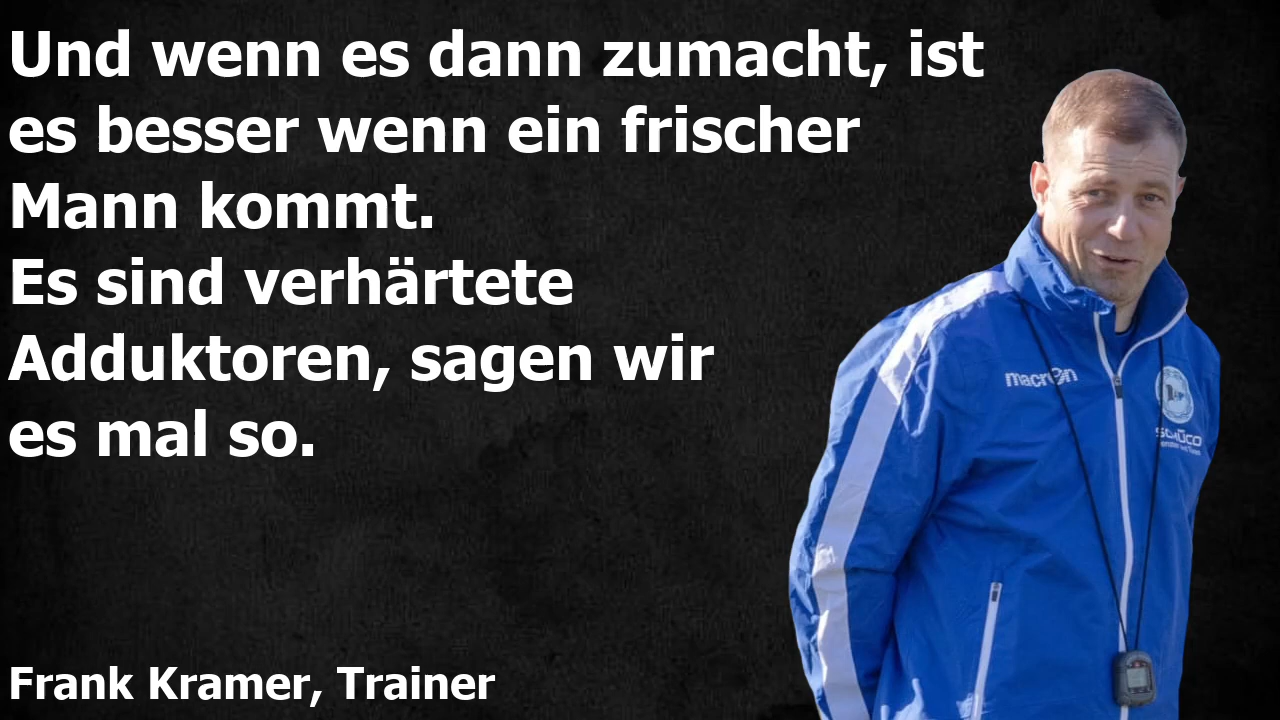 Und wenn es dann zumacht, ist
es besser wenn ein frischer
Mann kommt.
Es sind verhärtete
Adduktoren, sagen wir
es mal so.
macron
SCHÜCO
Frank Kramer, Trainer